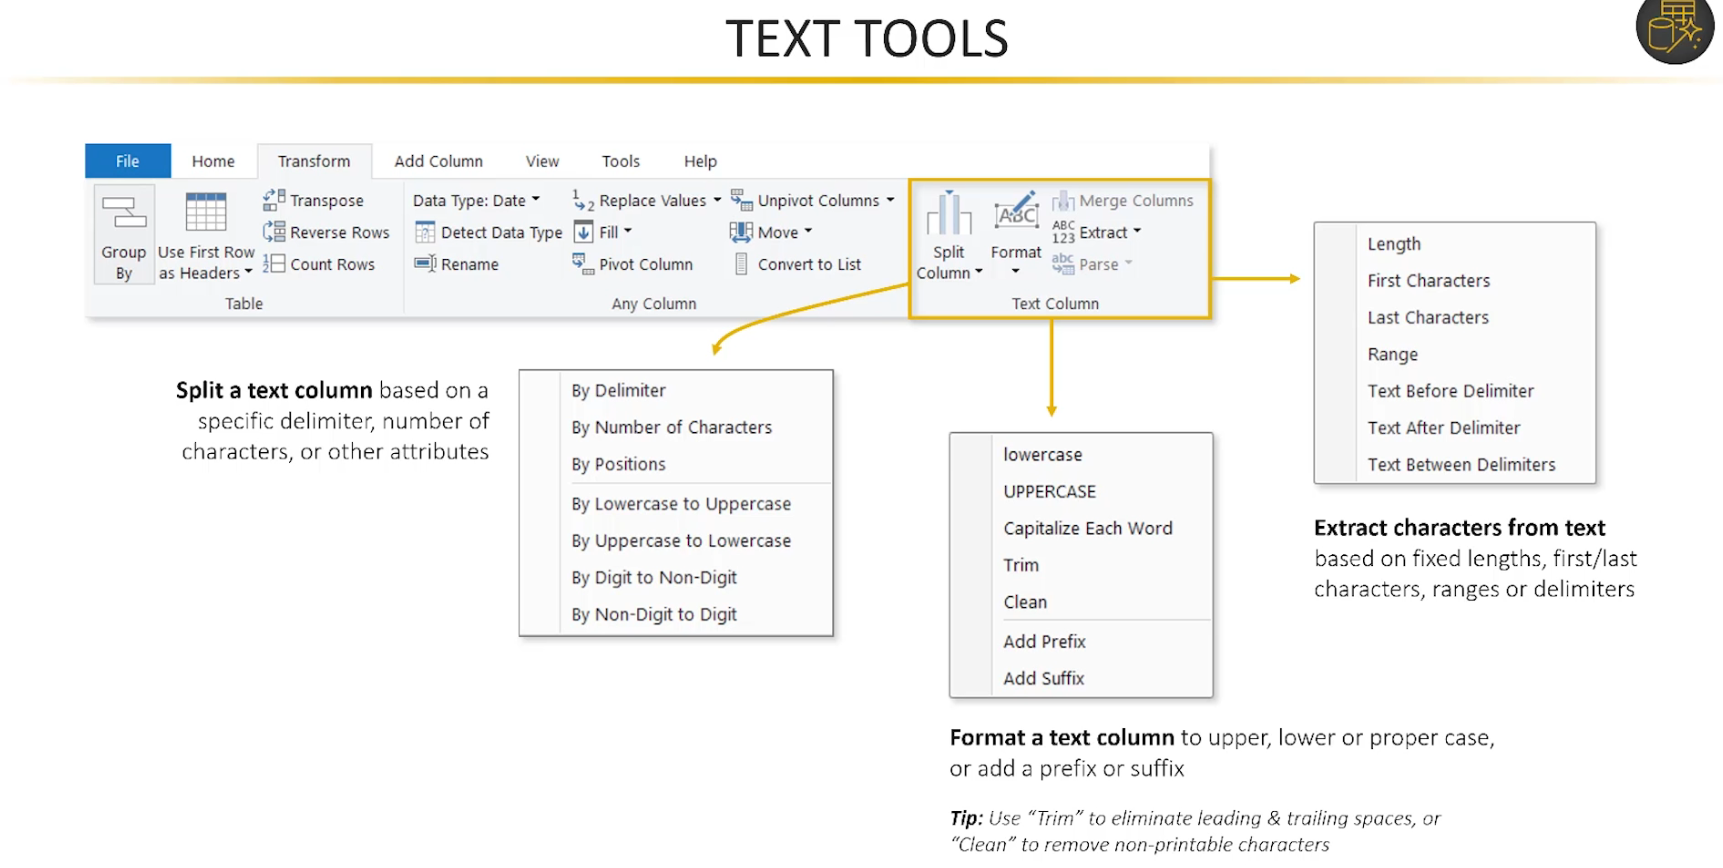 TEXT TOOLS
File Home Transform Add Column View Tools Help
Group By
Use First Row as Headers
Transpose
Reverse Rows
Count Rows
Table
Data Type: Date
Detect Data Type
Rename
1 2 Replace Values
Fill
Pivot Column
Unpivot Columns
Move
Convert to List
Any Column
Split Column
ABC
Format
Merge Columns
ABC 123 Extract
abc Parse
Text Column
Split a text column based on a
specific delimiter, number of
characters, or other attributes
By Delimiter
By Number of Characters
By Positions
By Lowercase to Uppercase
By Uppercase to Lowercase
By Digit to Non-Digit
By Non-Digit to Digit
lowercase
UPPERCASE
Capitalize Each Word
Trim
Clean
Add Prefix
Add Suffix
Format a text column to upper, lower or proper case,
or add a prefix or suffix
Tip: Use “Trim” to eliminate leading & trailing spaces, or
“Clean” to remove non-printable characters
Length
First Characters
Last Characters
Range
Text Before Delimiter
Text After Delimiter
Text Between Delimiters
Extract characters from text
based on fixed lengths, first/last
characters, ranges or delimiters